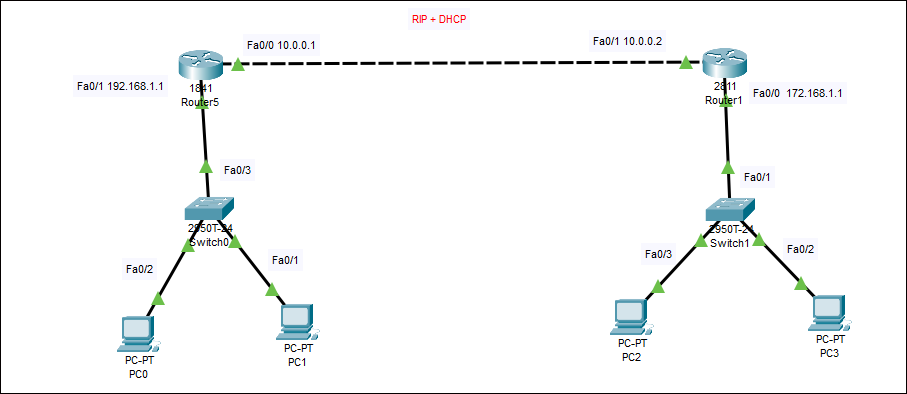 RIP + DHCP
Fa0/0 10.0.0.1
Fa0/1 10.0.0.2
Fa0/1 192.168.1.1
1841
Router5
2811
Router1
Fa0/0 172.168.1.1
Fa0/3
Fa0/1
2950T-24
Switch0
2950T-24
Switch1
Fa0/2
Fa0/1
Fa0/3
Fa0/2
PC-PT
PC0
PC-PT
PC1
PC-PT
PC2
PC-PT
PC3